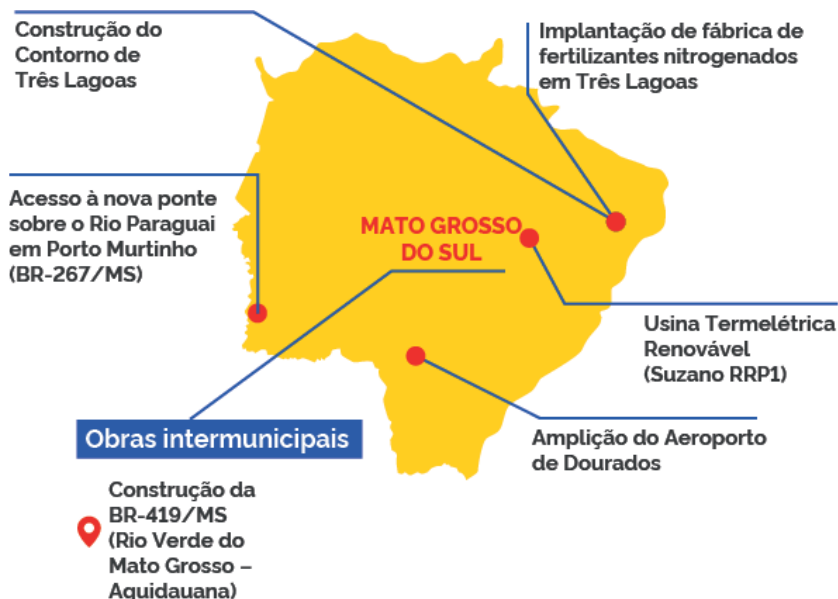 Construção do
Contorno de
Três Lagoas
Implantação de fábrica de
fertilizantes nitrogenados
em Três Lagoas
Acesso à nova ponte
sobre o Rio Paraguai
em Porto Murtinho
(BR-267/MS)
MATO GROSSO
DO SUL
Usina Termelétrica
Renovável
(Suzano RRP1)
Amplição do Aeroporto
de Dourados
Obras intermunicipais
Construção da
BR-419/MS
(Rio Verde do
Mato Grosso –
Aquidauana)